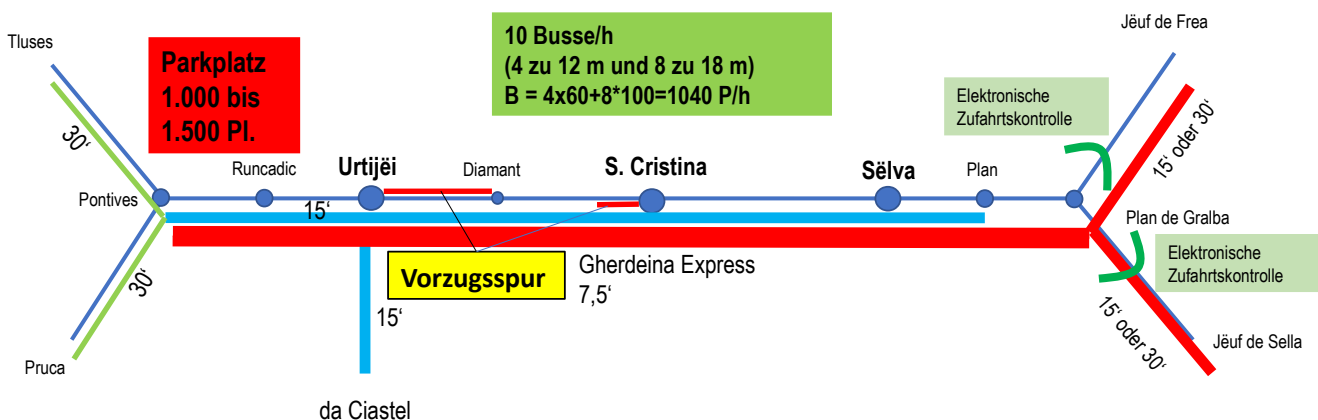 Tluses
Parkplatz
1.000 bis
1.500 Pl.
10 Busse/h
(4 zu 12 m und 8 zu 18 m)
B = 4x60+8*100=1040 P/h
Jëuf de Frea
Elektronische
Zufahrtskontrolle
30‘
15‘ oder 30‘
Runcadic
Urtijëi
Diamant
S. Cristina
Sëlva
Plan
Pontives
15‘
Plan de Gralba
Elektronische
Zufahrtskontrolle
30‘
Vorzugsspur
Gherdeina Express
7,5‘
15‘
15‘ oder 30‘
Jëuf de Sella
Pruca
da Ciastel